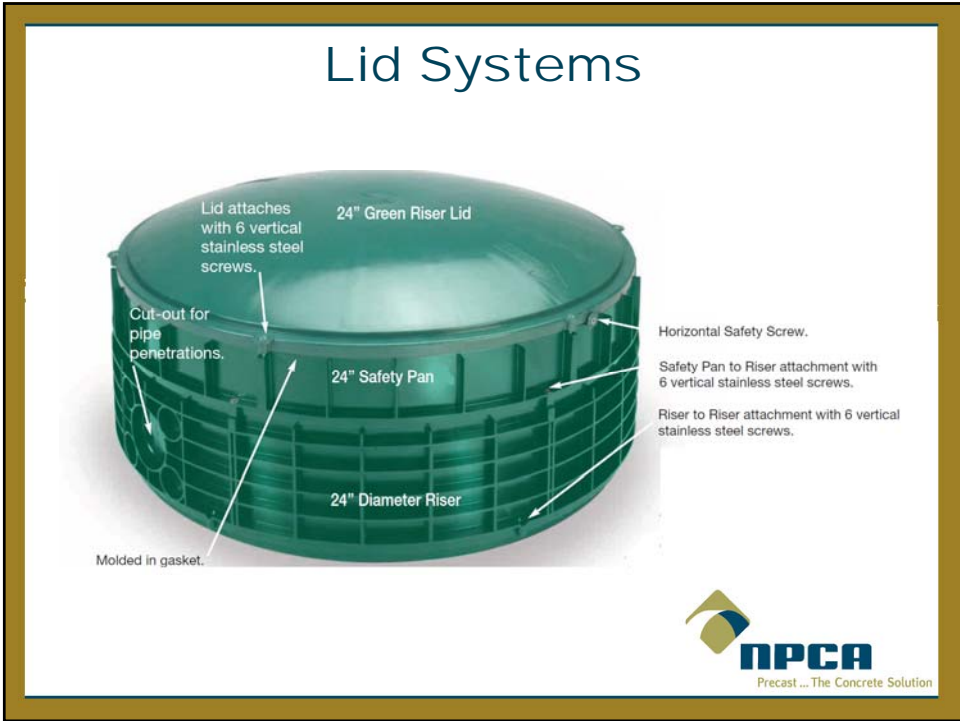 Lid Systems
Lid attaches
with 6 vertical
stainless steel
screws.
24” Green Riser Lid
Cut-out for
pipe
penetrations.
24” Safety Pan
Horizontal Safety Screw.
Safety Pan to Riser attachment with
6 vertical stainless steel screws.
Riser to Riser attachment with 6 vertical
stainless steel screws.
24” Diameter Riser
Molded in gasket.
NPCA
Precast ... The Concrete Solution